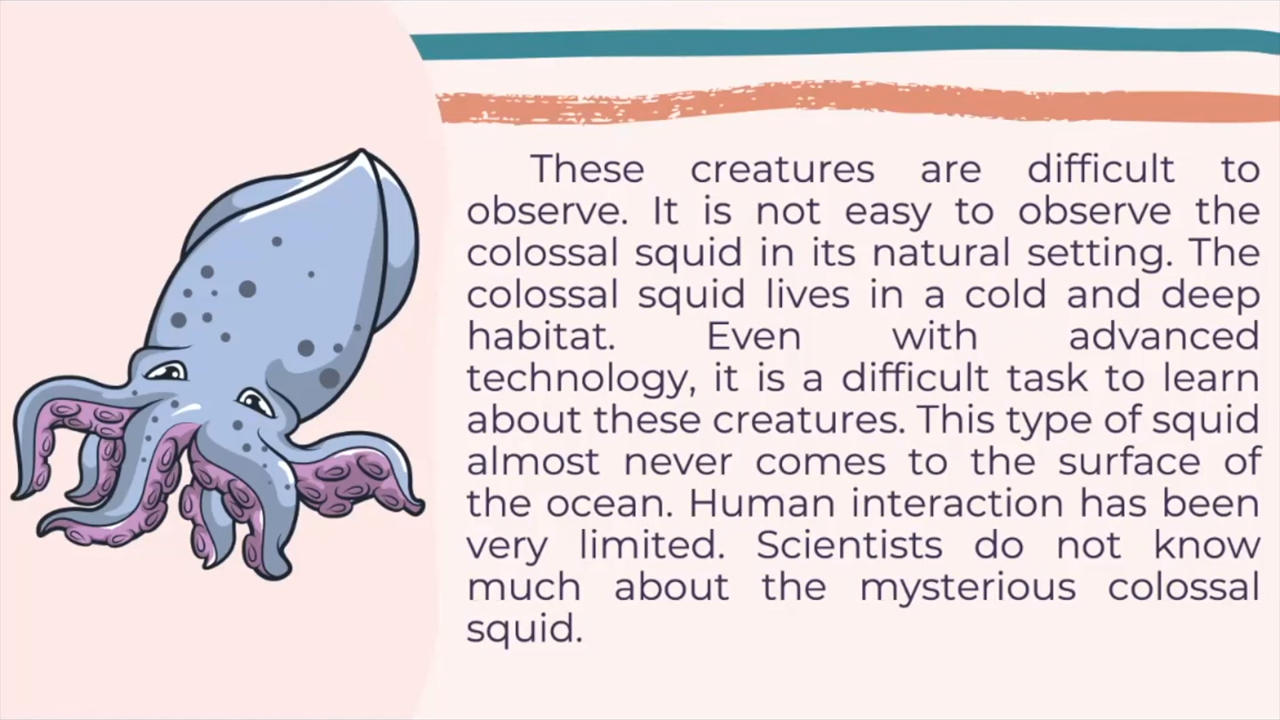 These creatures are difficult to
observe. It is not easy to observe the
colossal squid in its natural setting. The
colossal squid lives in a cold and deep
habitat. Even with advanced
technology, it is a difficult task to learn
about these creatures. This type of squid
almost never comes to the surface of
the ocean. Human interaction has been
very limited. Scientists do not know
much about the mysterious colossal
squid.